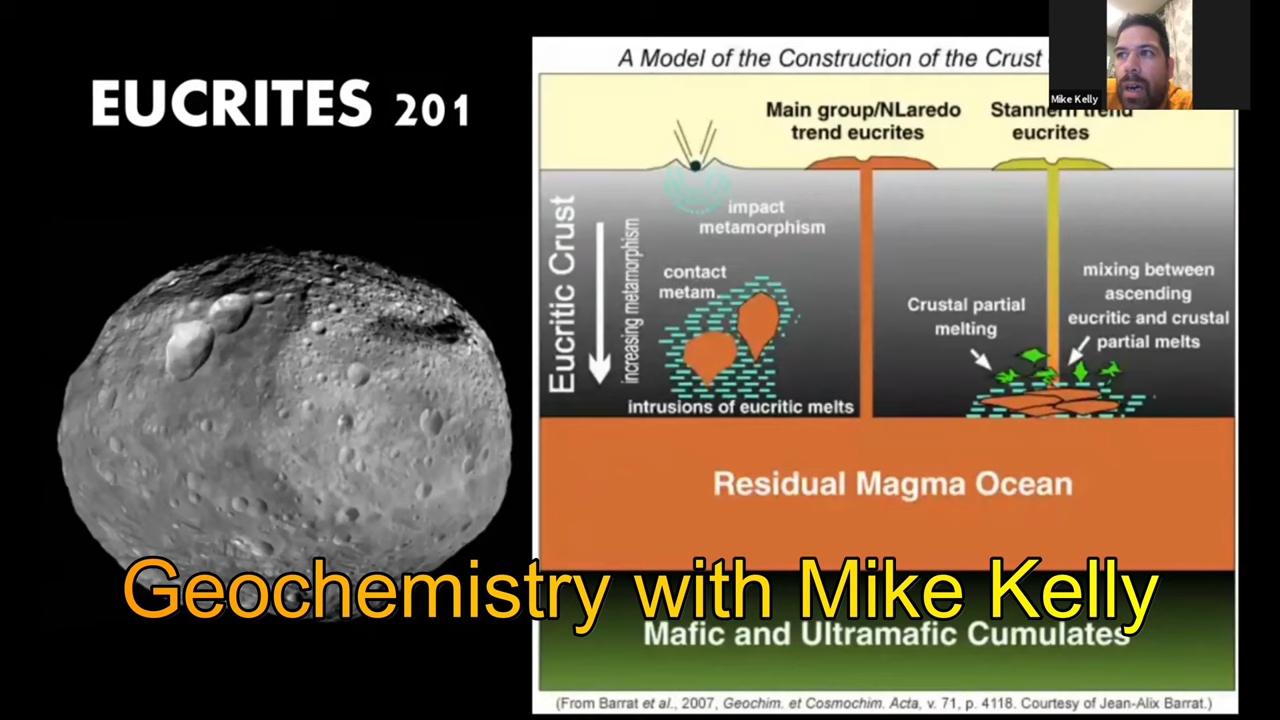 EUCRITES 201
A Model of the Construction of the Crust
Mike Kelly
Main group/NLaredo
trend eucrites
Stannern trend
eucrites
impact
metamorphism
Eucritic Crust
increasing metamorphism
contact
metam.
intrusions of eucritic melts
Crustal partial
melting
mixing between
ascending
eucritic and crustal
partial melts
Residual Magma Ocean
Geochemistry with Mike Kelly
Mafic and Ultramafic Cumulates
(From Barrat et al., 2007, Geochim. et Cosmochim. Acta, v. 71, p. 4118. Courtesy of Jean-Alix Barrat.)